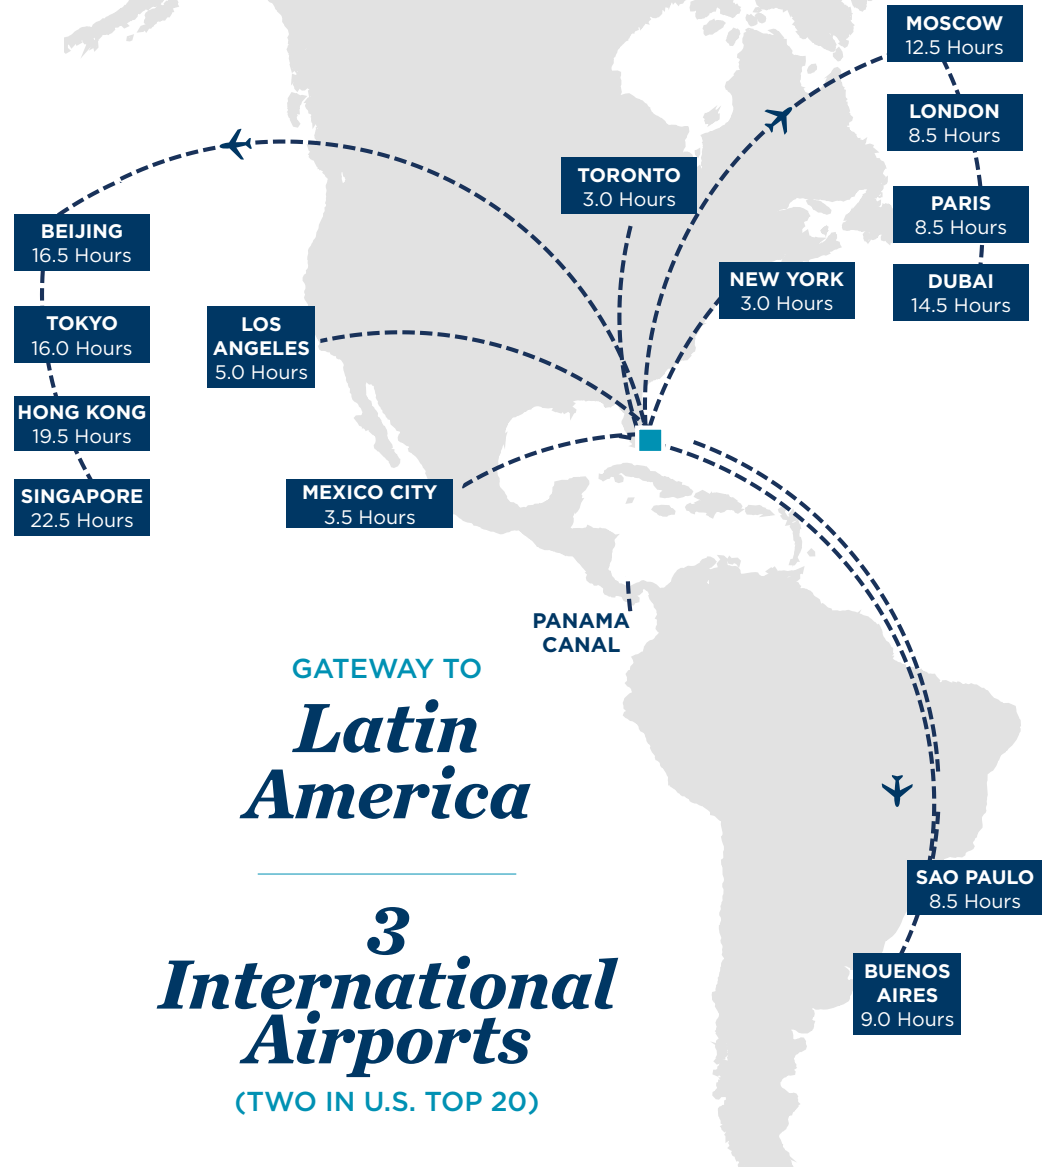 MOSCOW
12.5 Hours
LONDON
8.5 Hours
TORONTO
3.0 Hours
PARIS
8.5 Hours
BEIJING
16.5 Hours
NEW YORK
3.0 Hours
DUBAI
14.5 Hours
TOKYO
16.0 Hours
LOS
ANGELES
5.0 Hours
HONG KONG
19.5 Hours
MEXICO CITY
3.5 Hours
SINGAPORE
22.5 Hours
PANAMA
CANAL
GATEWAY TO
Latin
America
SAO PAULO
8.5 Hours
3
International
Airports
(TWO IN U.S. TOP 20)
BUENOS
AIRES
9.0 Hours